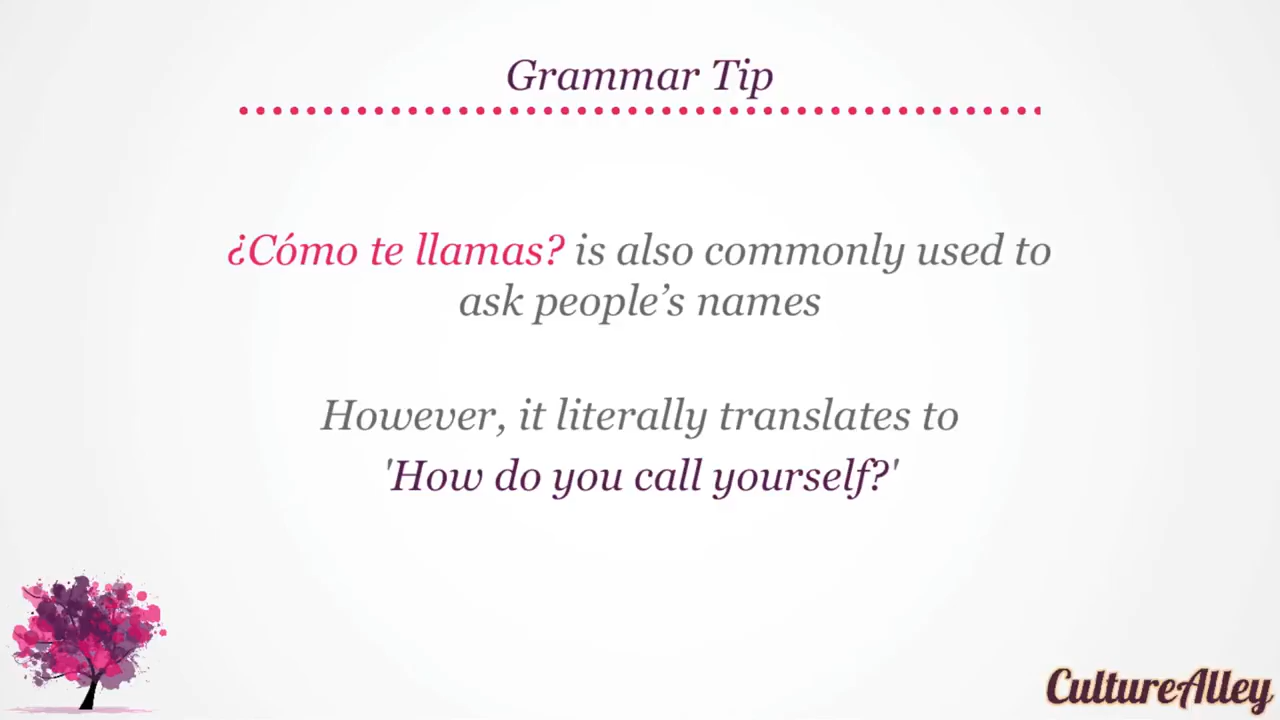 Grammar Tip
¿Cómo te llamas? is also commonly used to
ask people’s names
However, it literally translates to
'How do you call yourself?'
CultureAlley